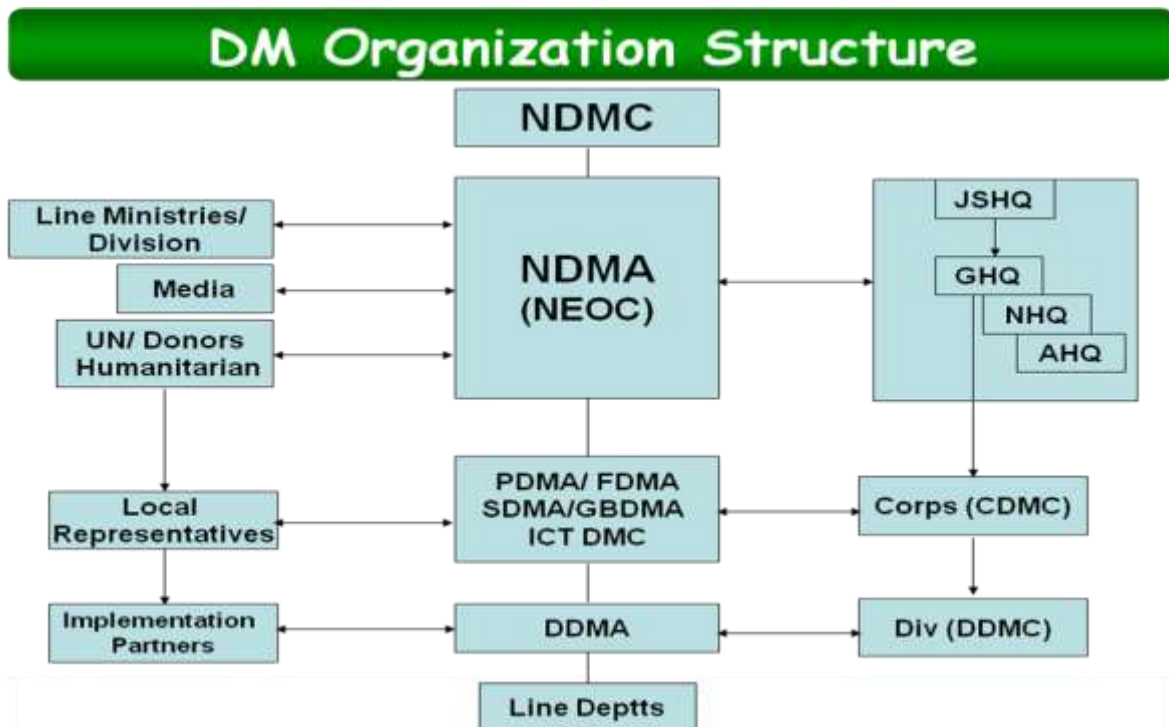 DM Organization Structure
NDMC
Line Ministries/
Division
Media
UN/ Donors
Humanitarian
NDMA
(NEOC)
JSHQ
GHQ
NHQ
AHQ
Local
Representatives
PDMA/ FDMA
SDMA/GBDMA
ICT DMC
Corps (CDMC)
Implementation
Partners
DDMA
Div (DDMC)
Line Deptts